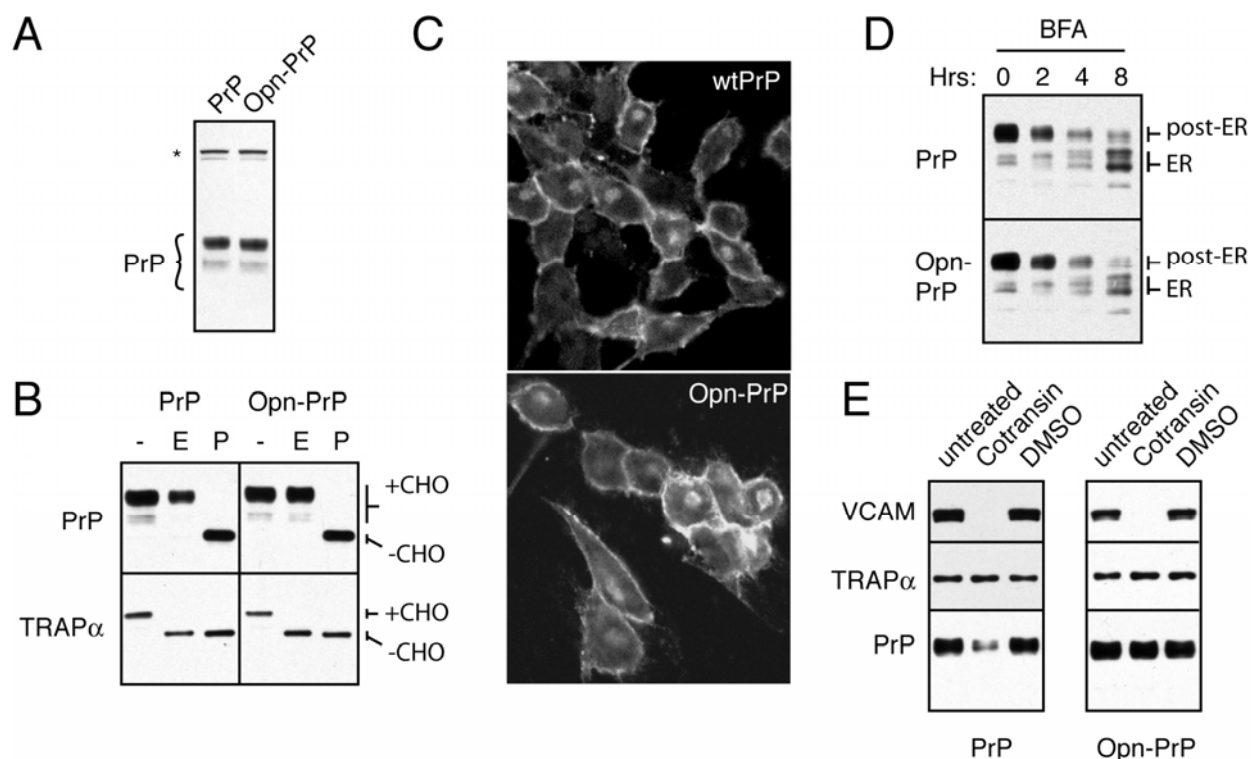 A
PrP
Opn-PrP
*
PrP
B
PrP Opn-PrP
- E P - E P
PrP
+CHO
-CHO
TRAPα
+CHO
-CHO
C
wtPrP
Opn-PrP
D
BFA
Hrs: 0 2 4 8
PrP
post-ER
ER
Opn-
PrP
post-ER
ER
E
untreated
Cotransin
DMSO
untreated
Cotransin
DMSO
VCAM
TRAPα
PrP
PrP
Opn-PrP